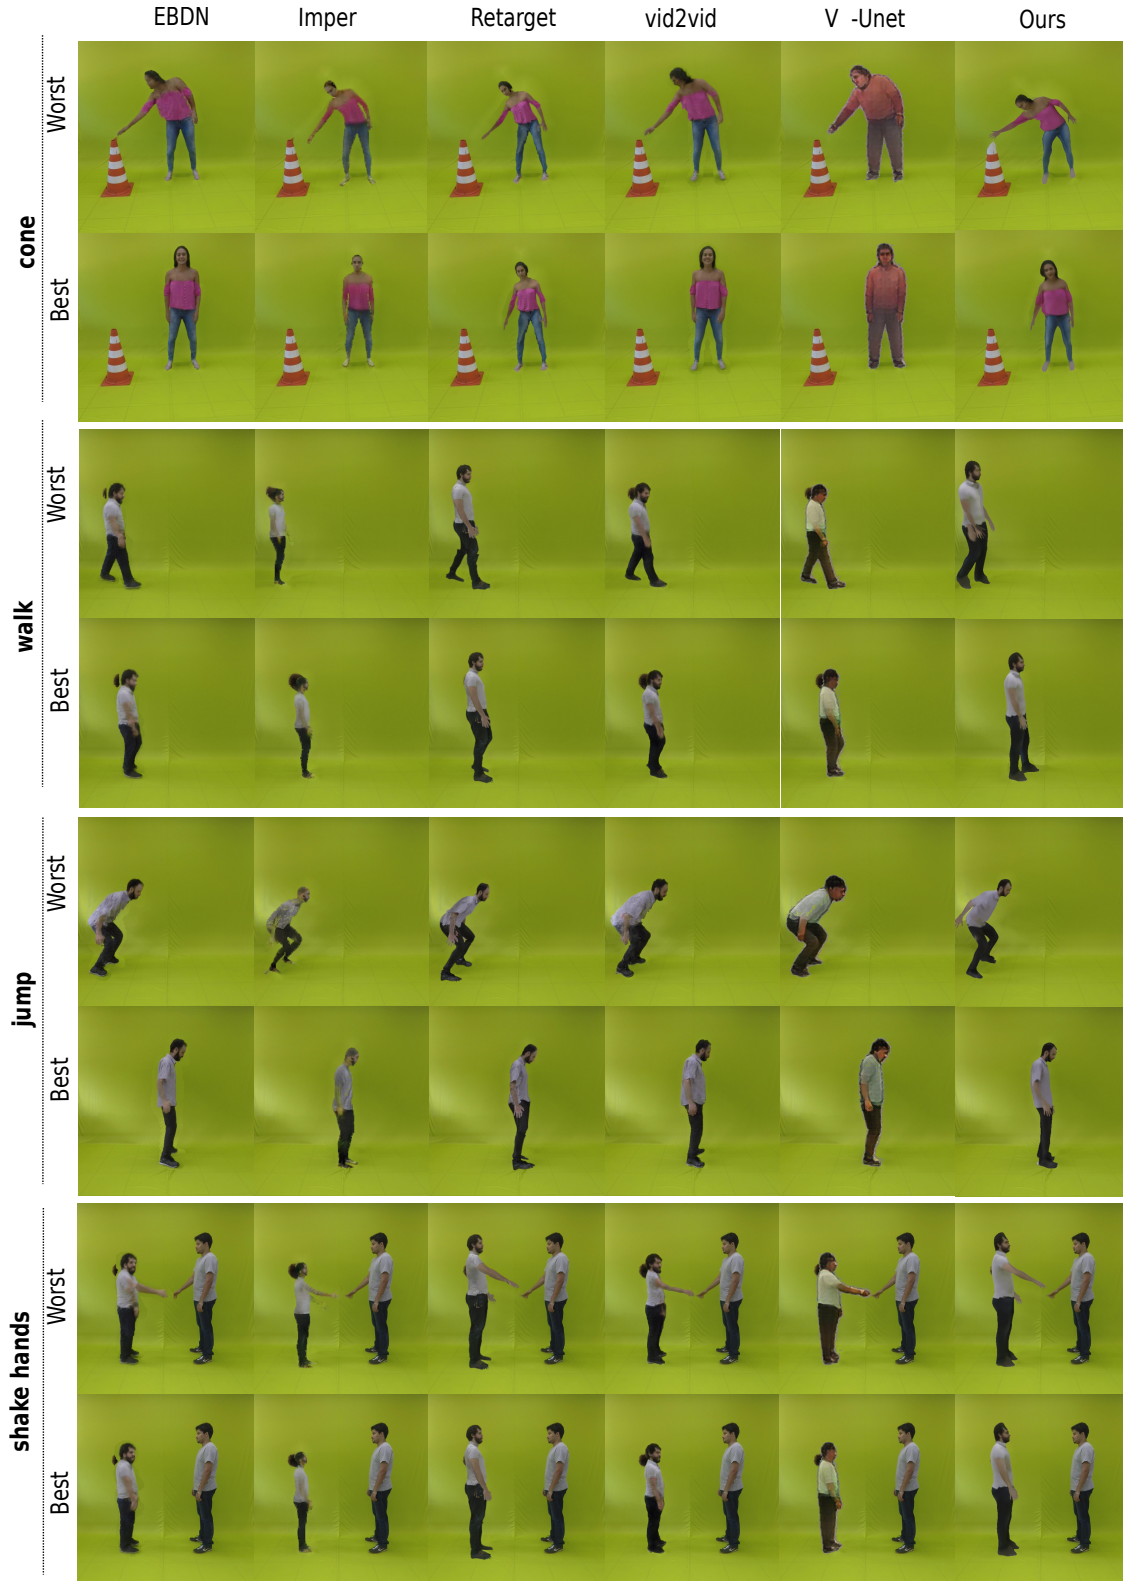 EBDN Imper Retarget vid2vid V -Unet Ours
cone
Worst
Best
walk
Worst
Best
jump
Worst
Best
shake hands
Worst
Best